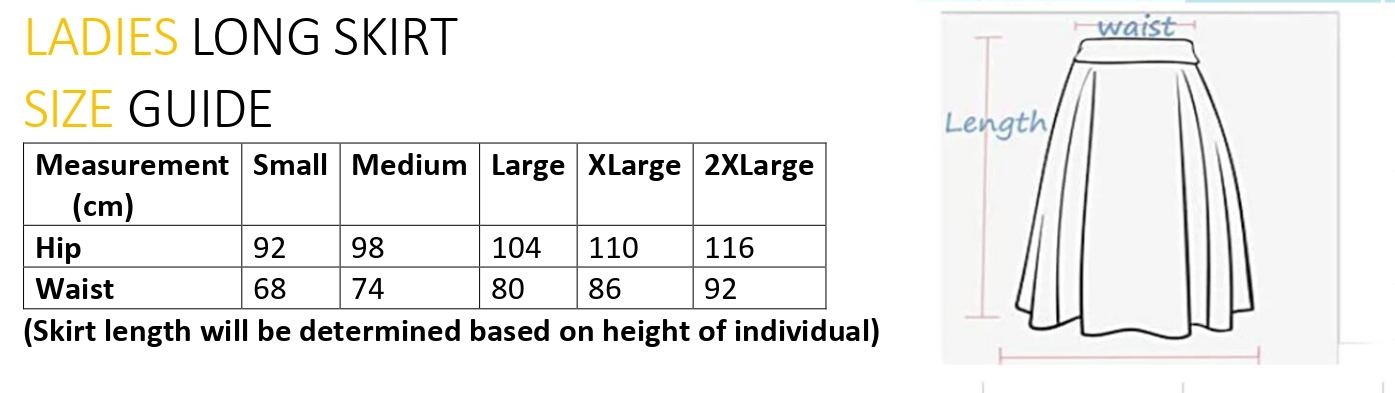 LADIES LONG SKIRT
SIZE GUIDE
Measurement (cm) Small Medium Large XLarge 2XLarge
Hip 92 98 104 110 116
Waist 68 74 80 86 92
(Skirt length will be determined based on height of individual)
waist
Length